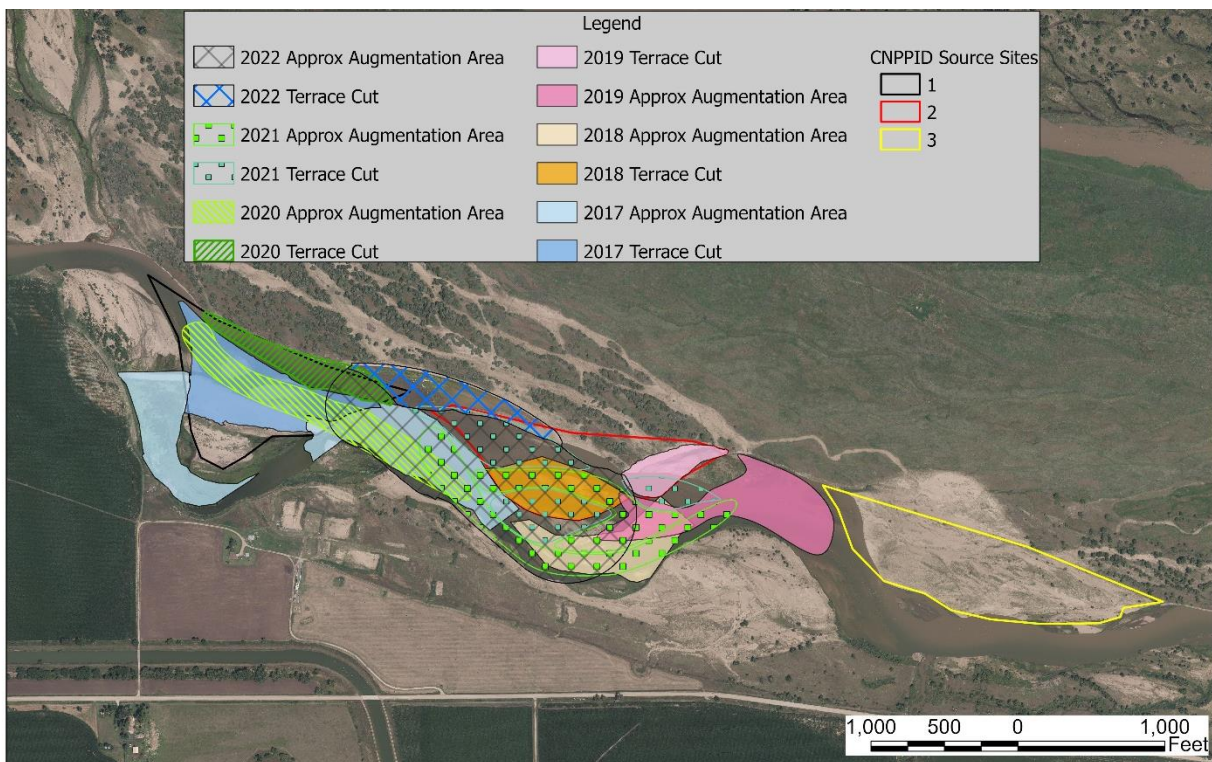 Legend
2022 Approx Augmentation Area
2022 Terrace Cut
2021 Approx Augmentation Area
2021 Terrace Cut
2020 Approx Augmentation Area
2020 Terrace Cut
2019 Terrace Cut
2019 Approx Augmentation Area
2018 Approx Augmentation Area
2018 Terrace Cut
2017 Approx Augmentation Area
2017 Terrace Cut
CNPPID Source Sites
1
2
3
1,000 500 0 1,000
Feet